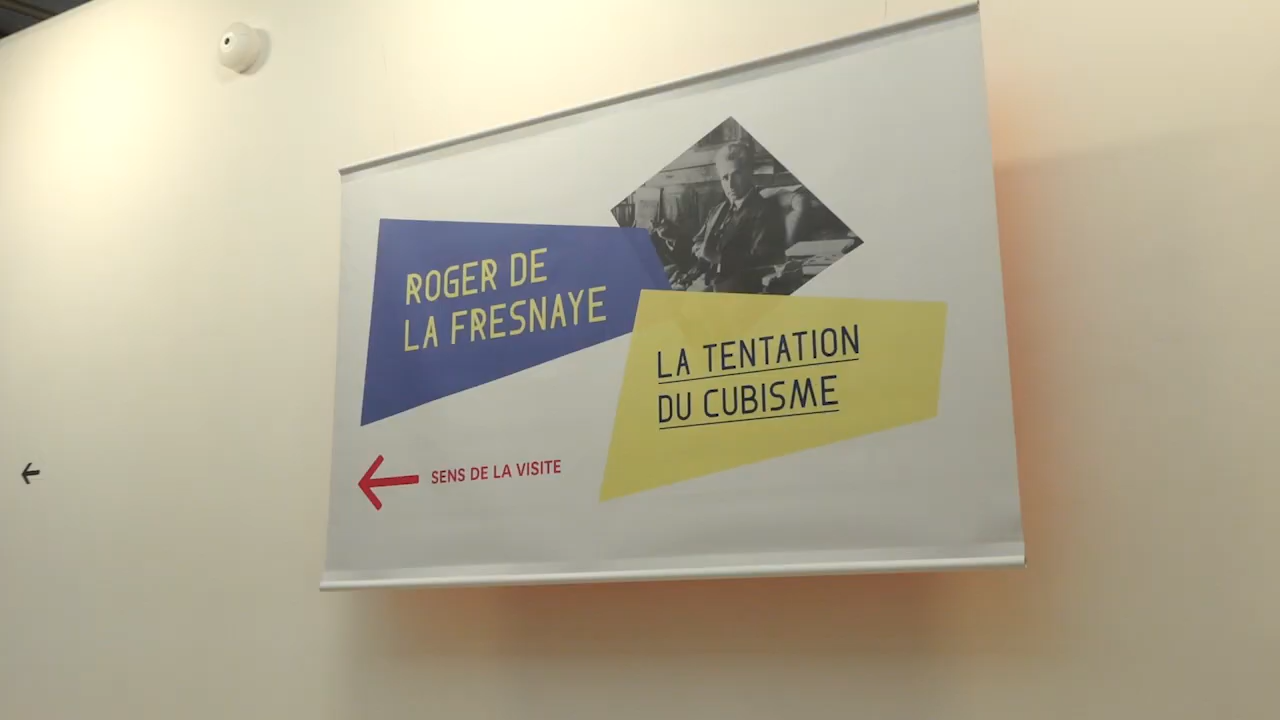 ROGER DE
LA FRESNAYE
LA TENTATION
DU CUBISME
SENS DE LA VISITE